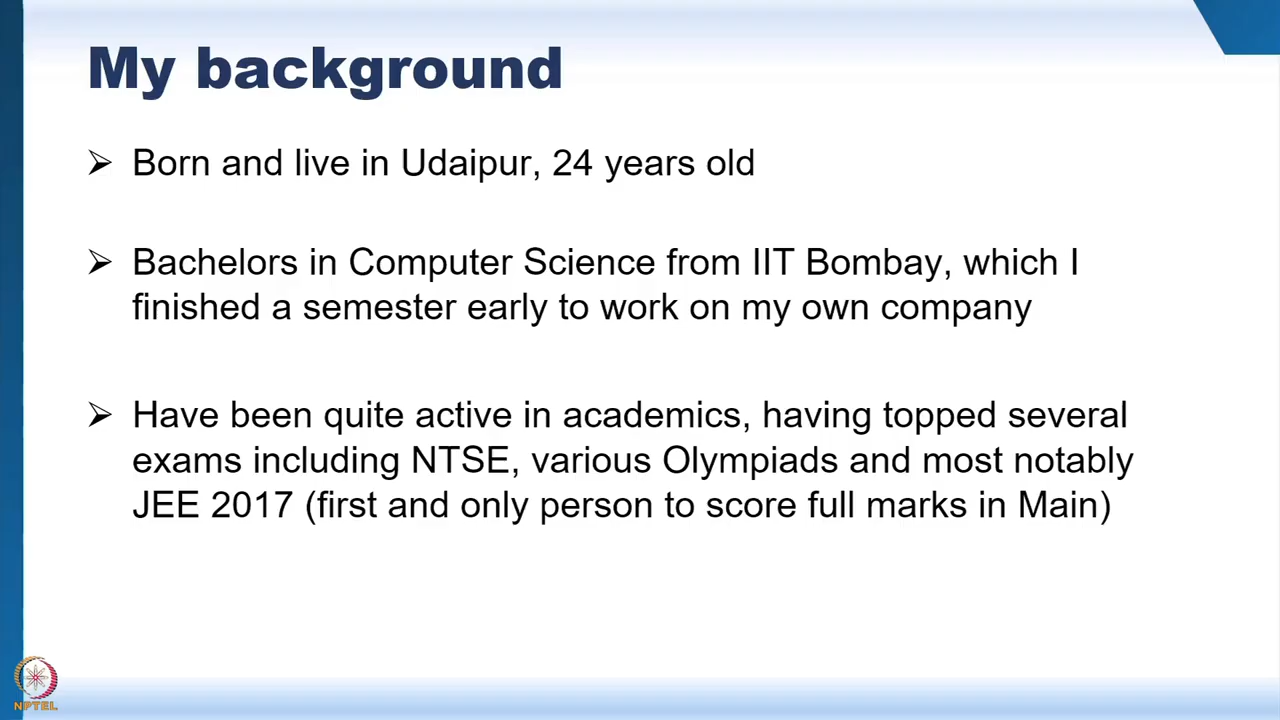 My background
➢ Born and live in Udaipur, 24 years old
➢ Bachelors in Computer Science from IIT Bombay, which I
finished a semester early to work on my own company
➢ Have been quite active in academics, having topped several
exams including NTSE, various Olympiads and most notably
JEE 2017 (first and only person to score full marks in Main)
NPTEL